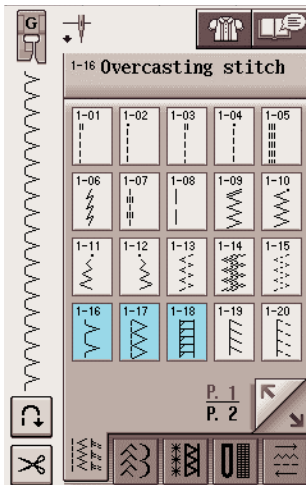 G
1-16 Overcasting stitch
1-01 1-02 1-03 1-04 1-05
1-06 1-07 1-08 1-09 1-10
1-11 1-12 1-13 1-14 1-15
1-16 1-17 1-18 1-19 1-20
P. 1
P. 2